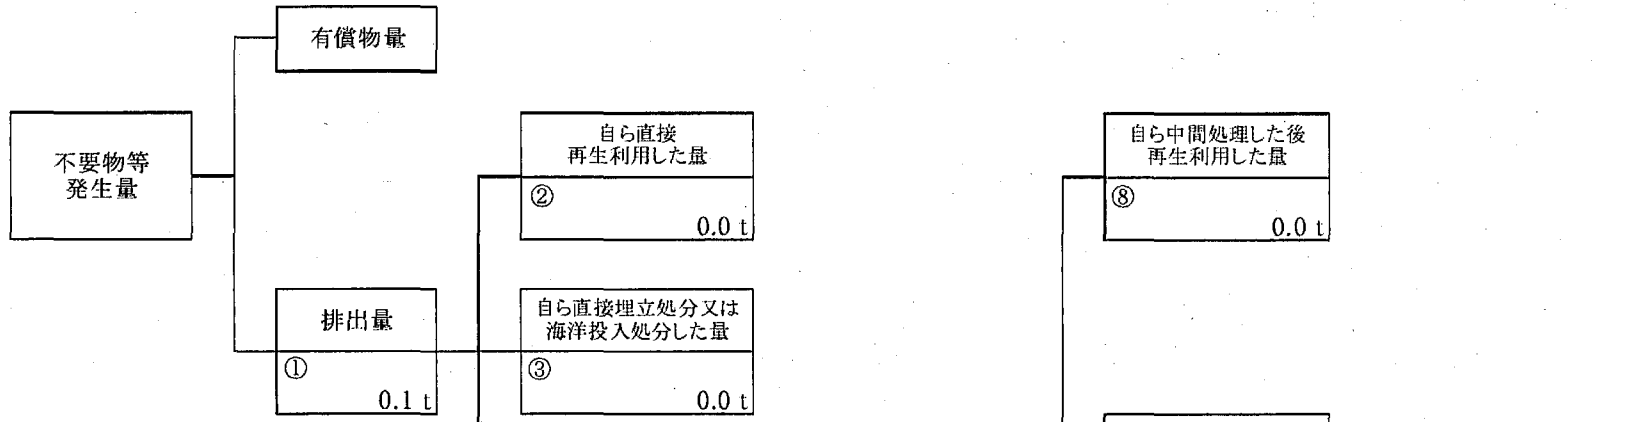 有償物量
不要物等
発生量
自ら直接
再生利用した量
②
0.0 t
自ら中間処理した後
再生利用した量
⑧
0.0 t
排出量
①
0.1 t
自ら直接埋立処分又は
海洋投入処分した量
③
0.0 t